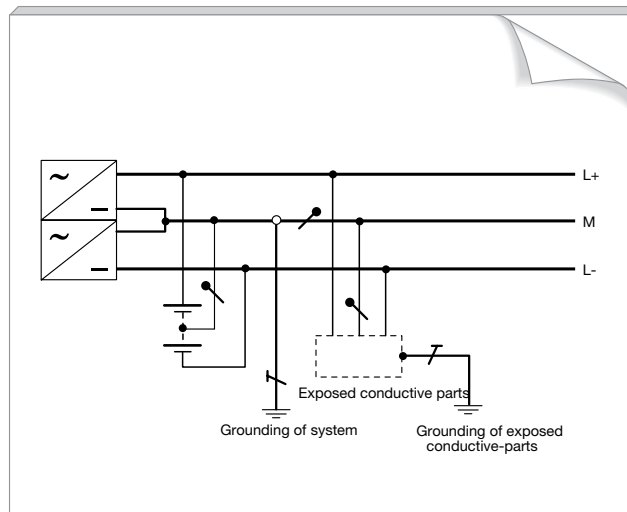 L+
M
L-
Exposed conductive parts
Grounding of system
Grounding of exposed
conductive-parts